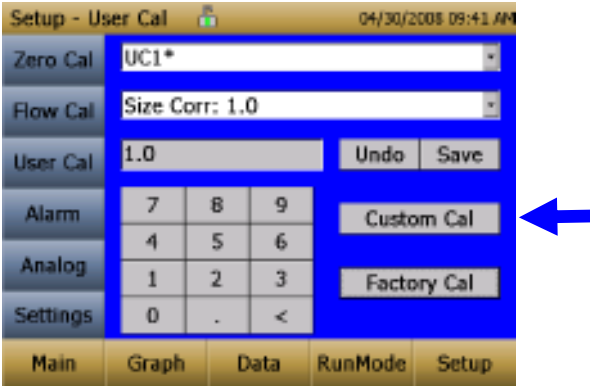 Setup - User Cal 04/30/2008 09:41 AM
Zero Cal
UC1*
Flow Cal
Size Corr: 1.0
User Cal
1.0
Undo Save
Alarm
7 8 9
Custom Cal
4 5 6
Analog
1 2 3
Factory Cal
Settings
0 . <
Main Graph Data RunMode Setup